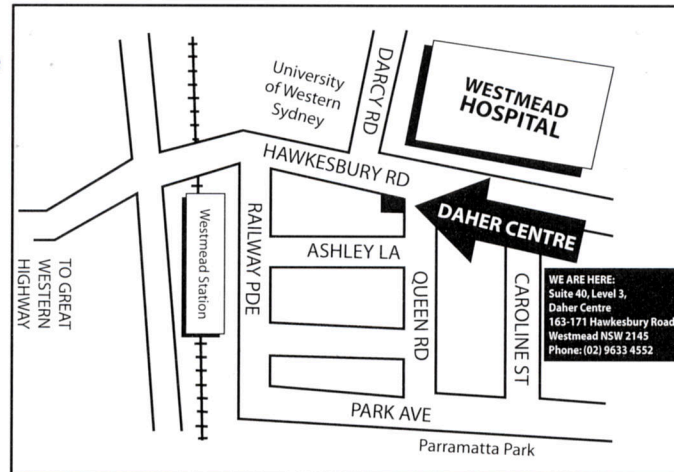 University
of Western
Sydney
DARCY RD
WESTMEAD
HOSPITAL
HAWKESBURY RD
DAHER CENTRE
Westmead Station
RAILWAY PDE
ASHLEY LA
QUEEN RD
CAROLINE ST
TO GREAT
WESTERN
HIGHWAY
WE ARE HERE:
Suite 40, Level 3,
Daher Centre
163-171 Hawkesbury Road
Westmead NSW 2145
Phone: (02) 9633 4552
PARK AVE
Parramatta Park